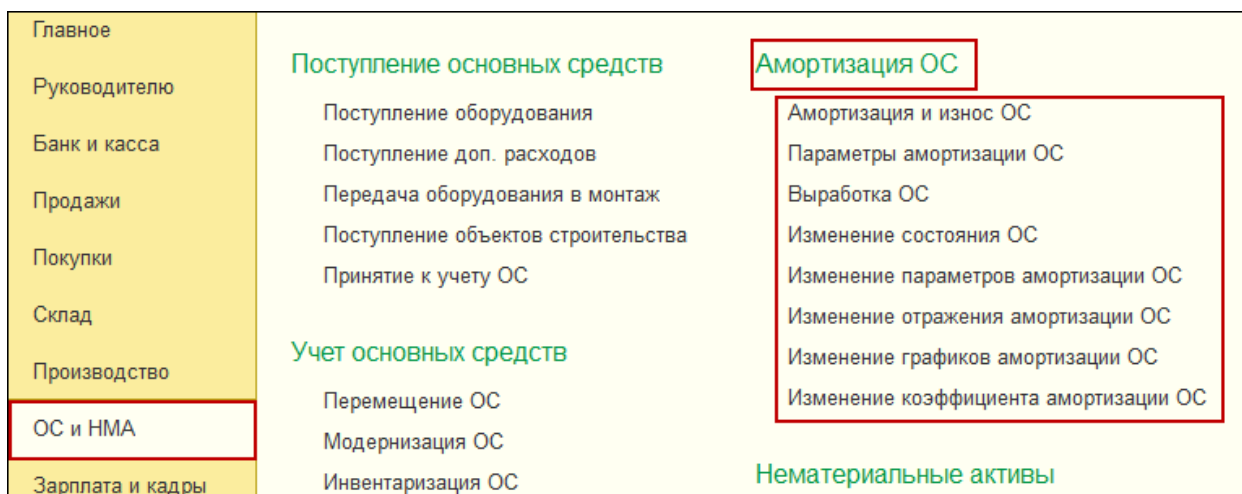 Главное
Руководителю
Банк и касса
Продажи
Покупки
Склад
Производство
ОС и НМА
Зарплата и кадры
Поступление основных средств
Поступление оборудования
Поступление доп. расходов
Передача оборудования в монтаж
Поступление объектов строительства
Принятие к учету ОС
Учет основных средств
Перемещение ОС
Модернизация ОС
Инвентаризация ОС
Амортизация ОС
Амортизация и износ ОС
Параметры амортизации ОС
Выработка ОС
Изменение состояния ОС
Изменение параметров амортизации ОС
Изменение отражения амортизации ОС
Изменение графиков амортизации ОС
Изменение коэффициента амортизации ОС
Нематериальные активы